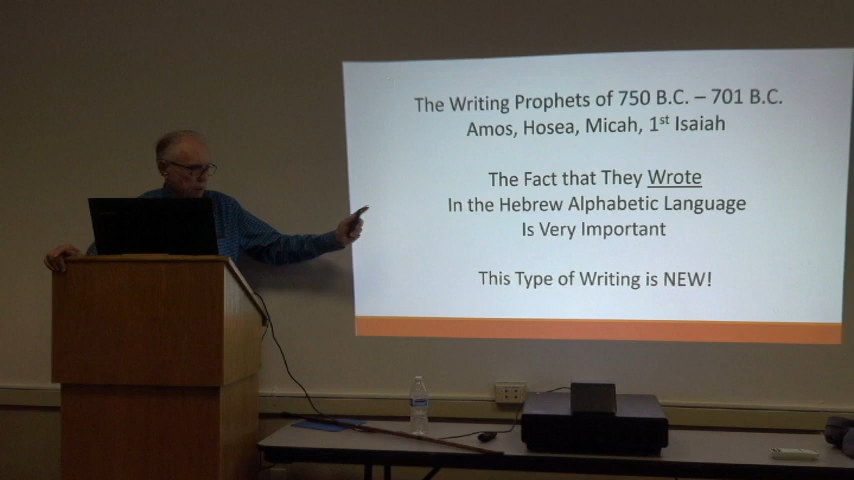 The Writing Prophets of 750 B.C. – 701 B.C.
Amos, Hosea, Micah, 1st Isaiah
The Fact that They Wrote
In the Hebrew Alphabetic Language
Is Very Important
This Type of Writing is NEW!